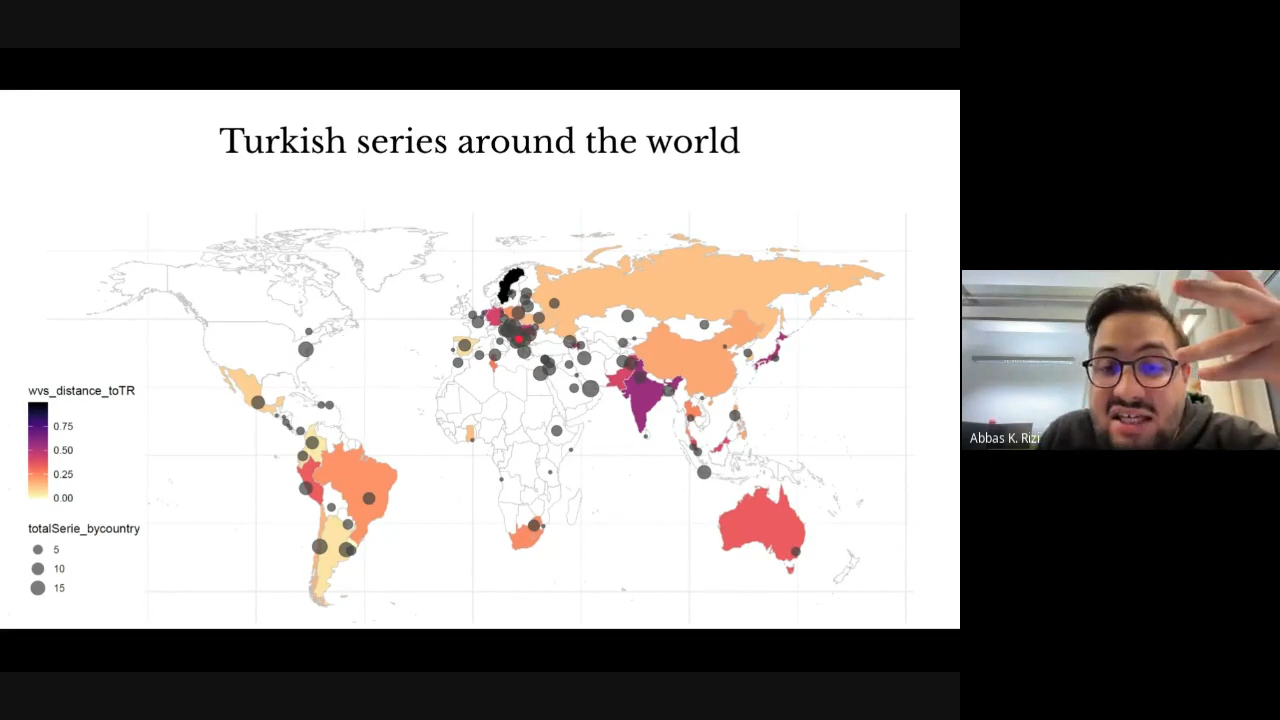 Turkish series around the world
wvs_distance_toTR
0.75
0.50
0.25
0.00
totalSerie_bycountry
5
10
15
Abbas K. Rizi